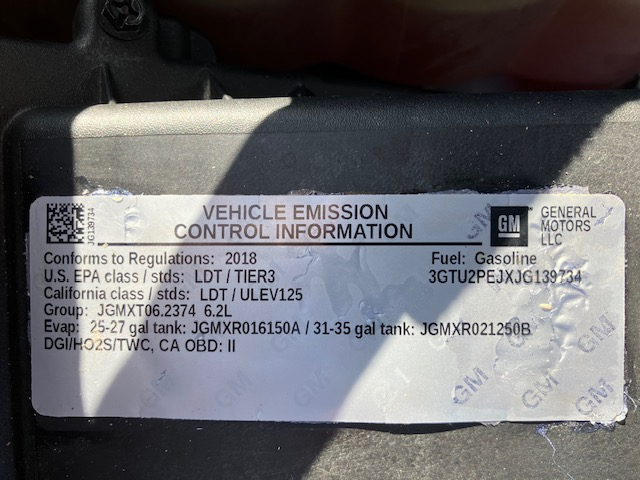 VEHICLE EMISSION
CONTROL INFORMATION
GM
GENERAL
MOTORS
LLC
JG139734
Conforms to Regulations: 2018
Fuel: Gasoline
U.S. EPA class / stds: LDT / TIER3
3GTU2PEJXJG139734
California class / stds: LDT / ULEV125
Group: JGMXT06.2374 6.2L
Evap: 25-27 gal tank: JGMXR016150A / 31-35 gal tank: JGMXR021250B
DGI/HO2S/TWC, CA OBD: II